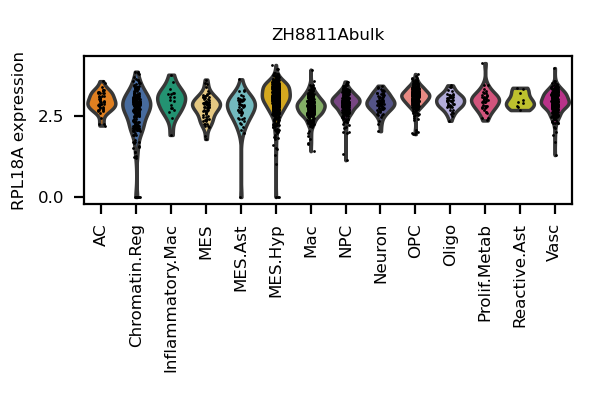 ZH8811Abulk
RPL18A expression
2.5
0.0
AC
Chromatin.Reg
Inflammatory.Mac
MES
MES.Ast
MES.Hyp
Mac
NPC
Neuron
OPC
Oligo
Prolif.Metab
Reactive.Ast
Vasc